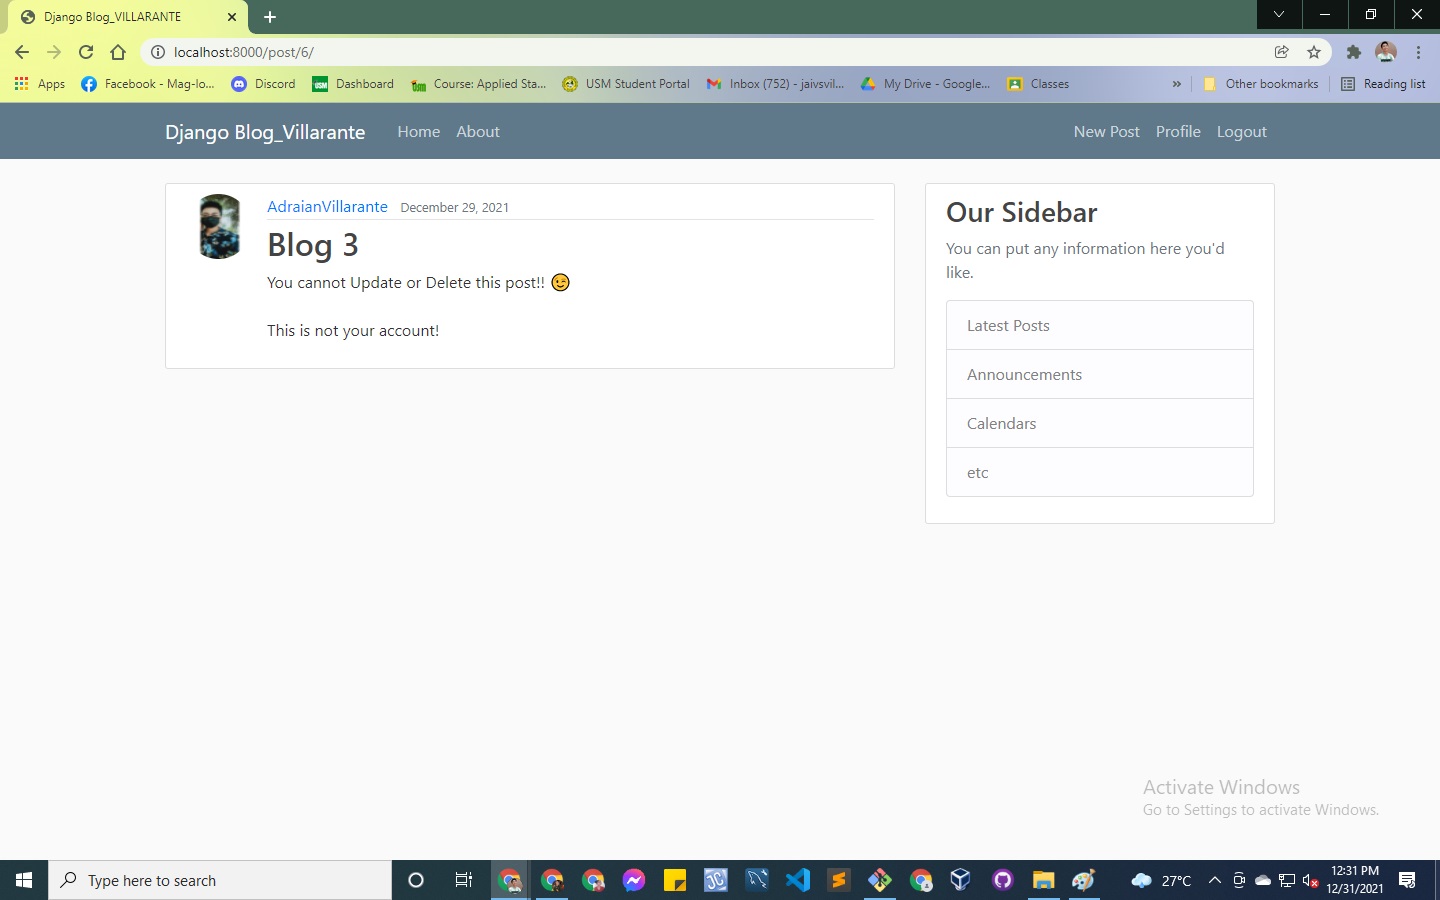 Django Blog_VILLARANTE
localhost:8000/post/6/
Apps Facebook - Mag-lo... Discord Dashboard Course: Applied Sta... USM Student Portal Inbox (752) - jaivsvil... My Drive - Google... Classes » Other bookmarks Reading list
Django Blog_Villarante Home About New Post Profile Logout
AdraianVillarante December 29, 2021
Blog 3
You cannot Update or Delete this post!! 😉
This is not your account!
Our Sidebar
You can put any information here you'd
like.
Latest Posts
Announcements
Calendars
etc
Activate Windows
Go to Settings to activate Windows.
Type here to search
27°C
12:31 PM
12/31/2021